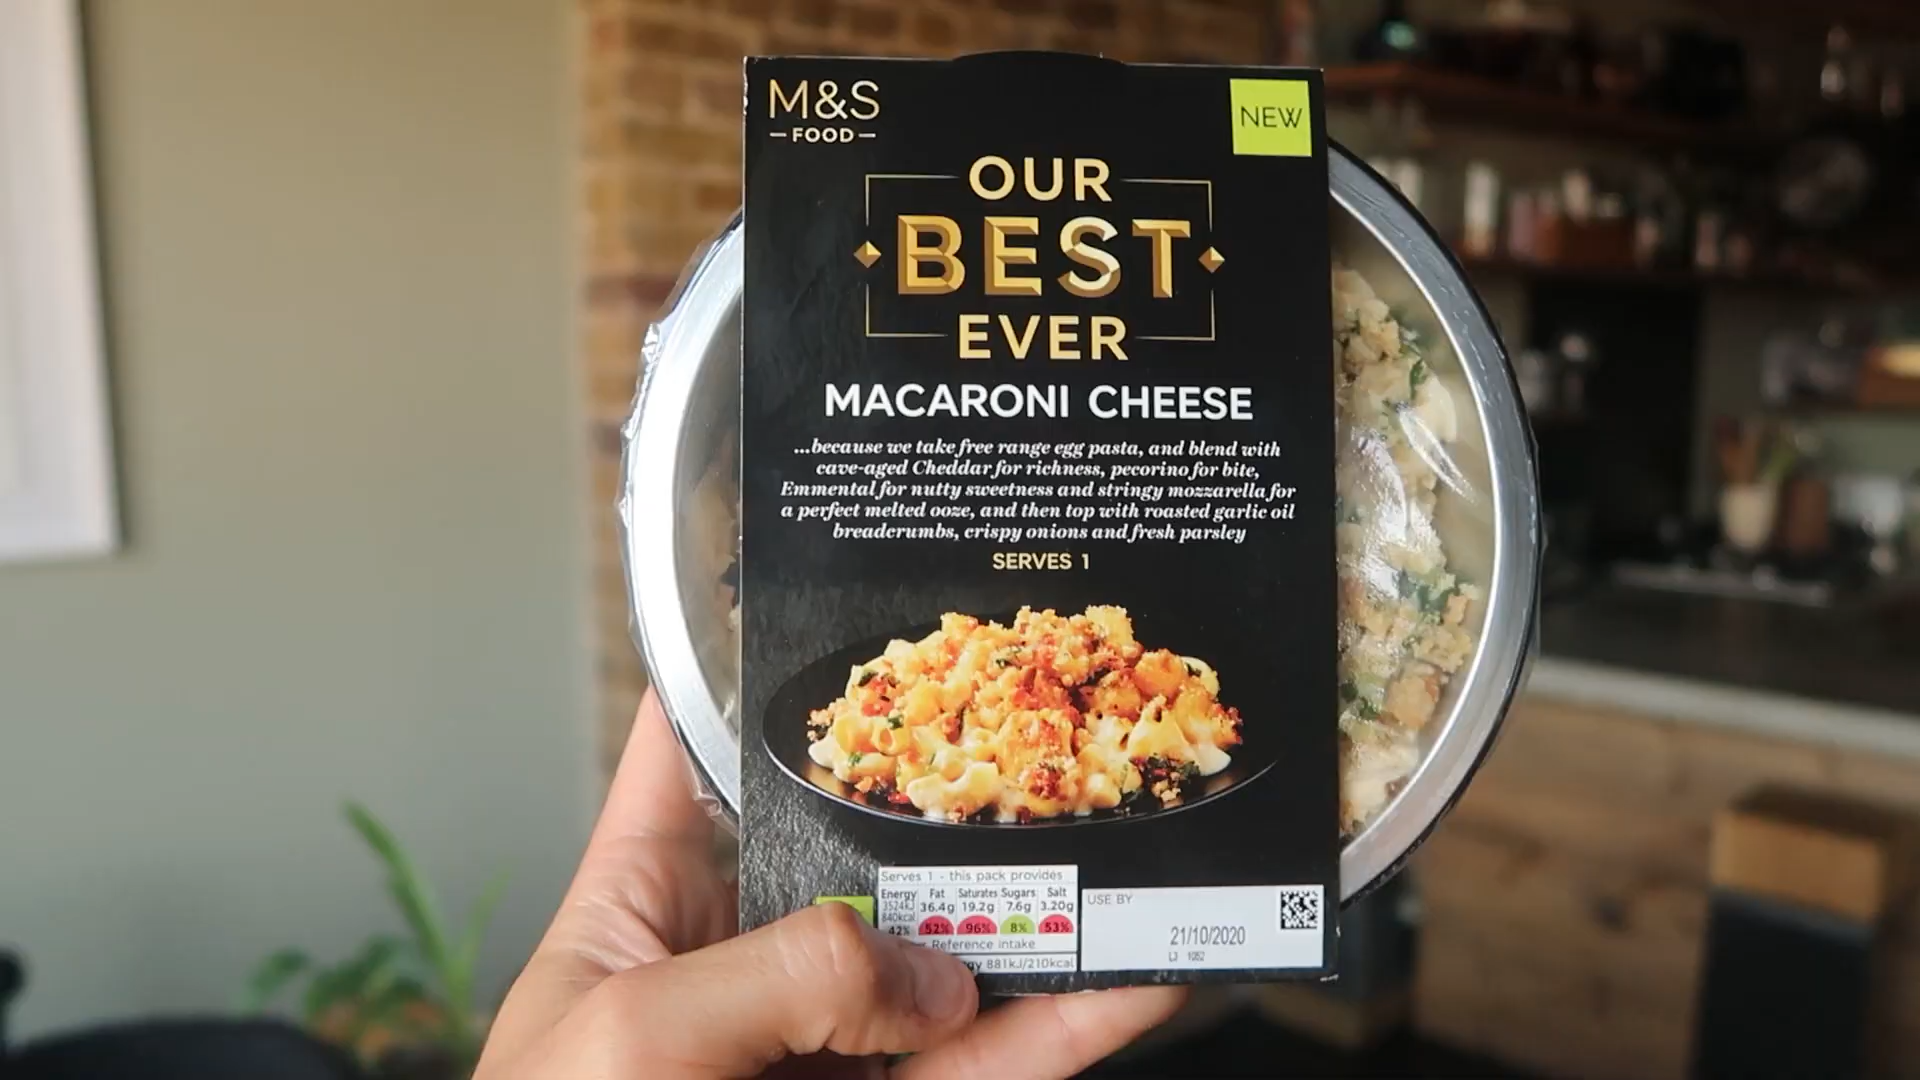 M&S
FOOD
NEW
OUR
BEST
EVER
MACARONI CHEESE
...because we take free range egg pasta, and blend with
cave-aged Cheddar for richness, pecorino for bite,
Emmental for nutty sweetness and stringy mozzarella for
a perfect melted ooze, and then top with roasted garlic oil
breadcrumbs, crispy onions and fresh parsley
SERVES 1
Serves 1 - this pack provides
Energy Fat Saturates Sugars Salt
3524kJ 36.4g 19.2g 7.6g 3.20g
840kcal
42% 52% 96% 8% 53%
Reference intake
881kJ/210kcal
USE BY
21/10/2020
LJ 1082